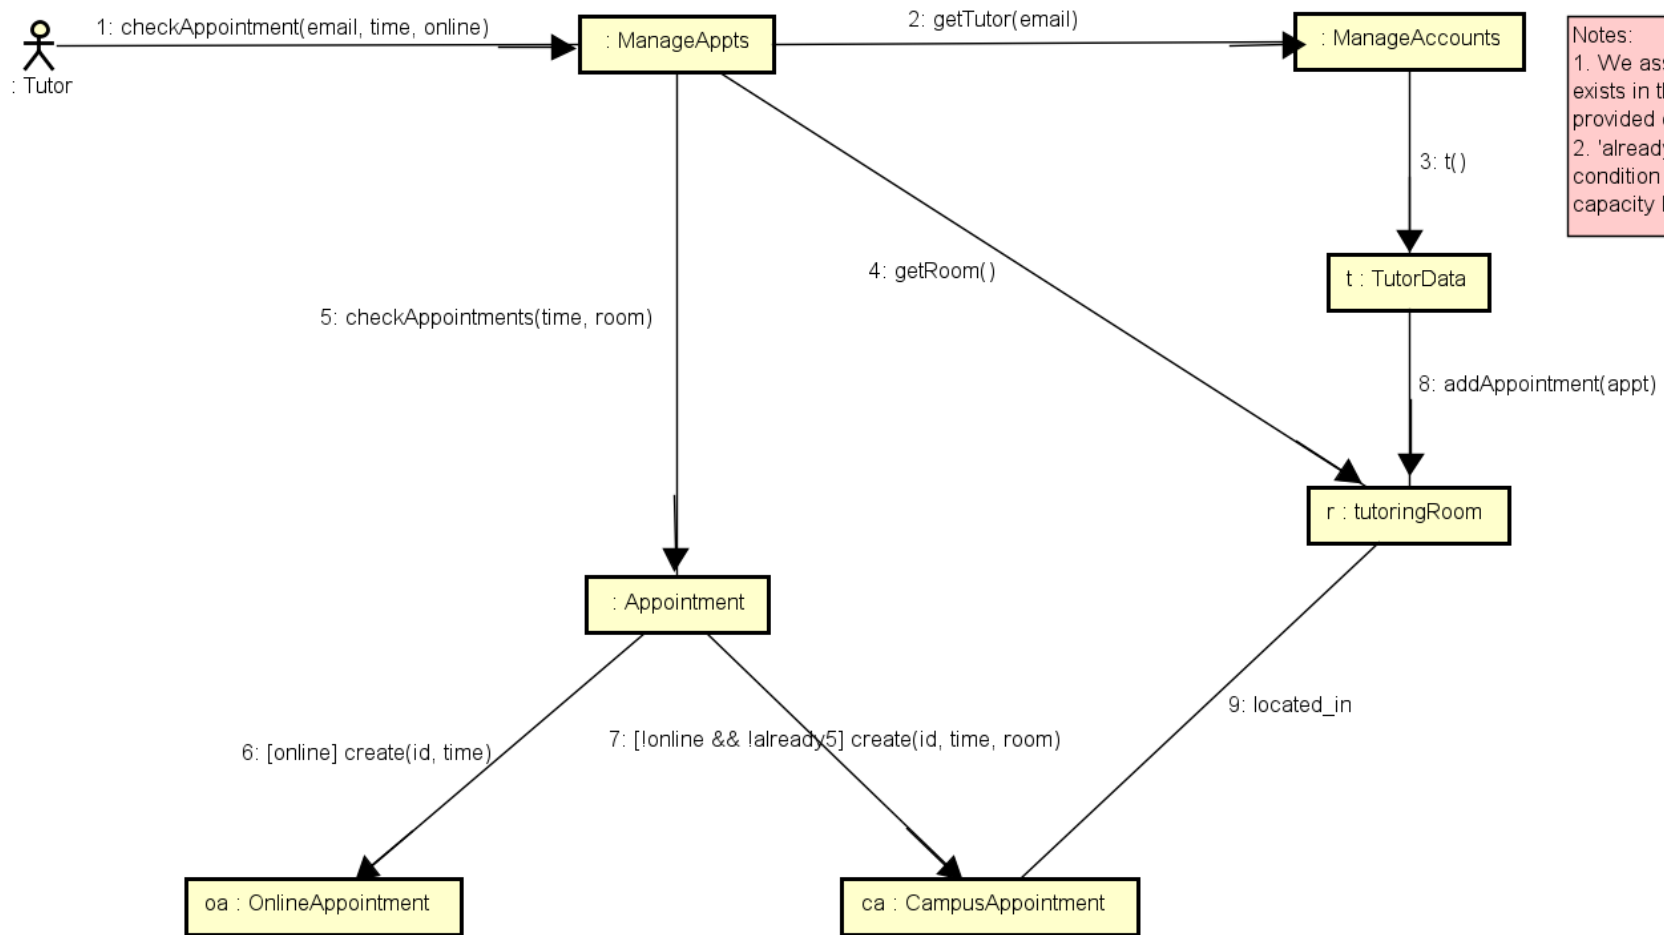 1: checkAppointment(email, time, online)
: Tutor
: ManageAppts
2: getTutor(email)
: ManageAccounts
Notes:
1. We
exists in
provided
2.
condition
capacity
3: t()
t : TutorData
4: getRoom()
5: checkAppointments(time, room)
8: addAppointment(appt)
r : tutoringRoom
: Appointment
9: located_in
6: [online] create(id, time)
7: [!online && !already5] create(id, time, room)
oa : OnlineAppointment
ca : CampusAppointment